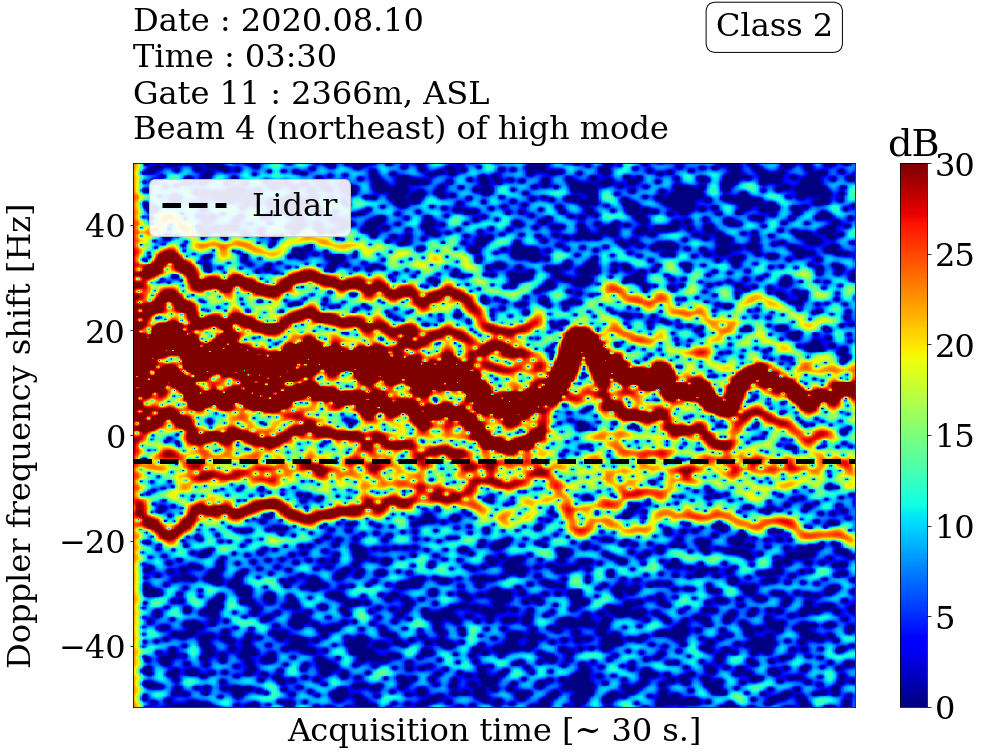 Date : 2020.08.10
Time : 03:30
Gate 11 : 2366m, ASL
Beam 4 (northeast) of high mode
Class 2
dB
Lidar
Doppler frequency shift [Hz]
40
20
0
−20
−40
Acquisition time [~ 30 s.]
30
25
20
15
10
5
0